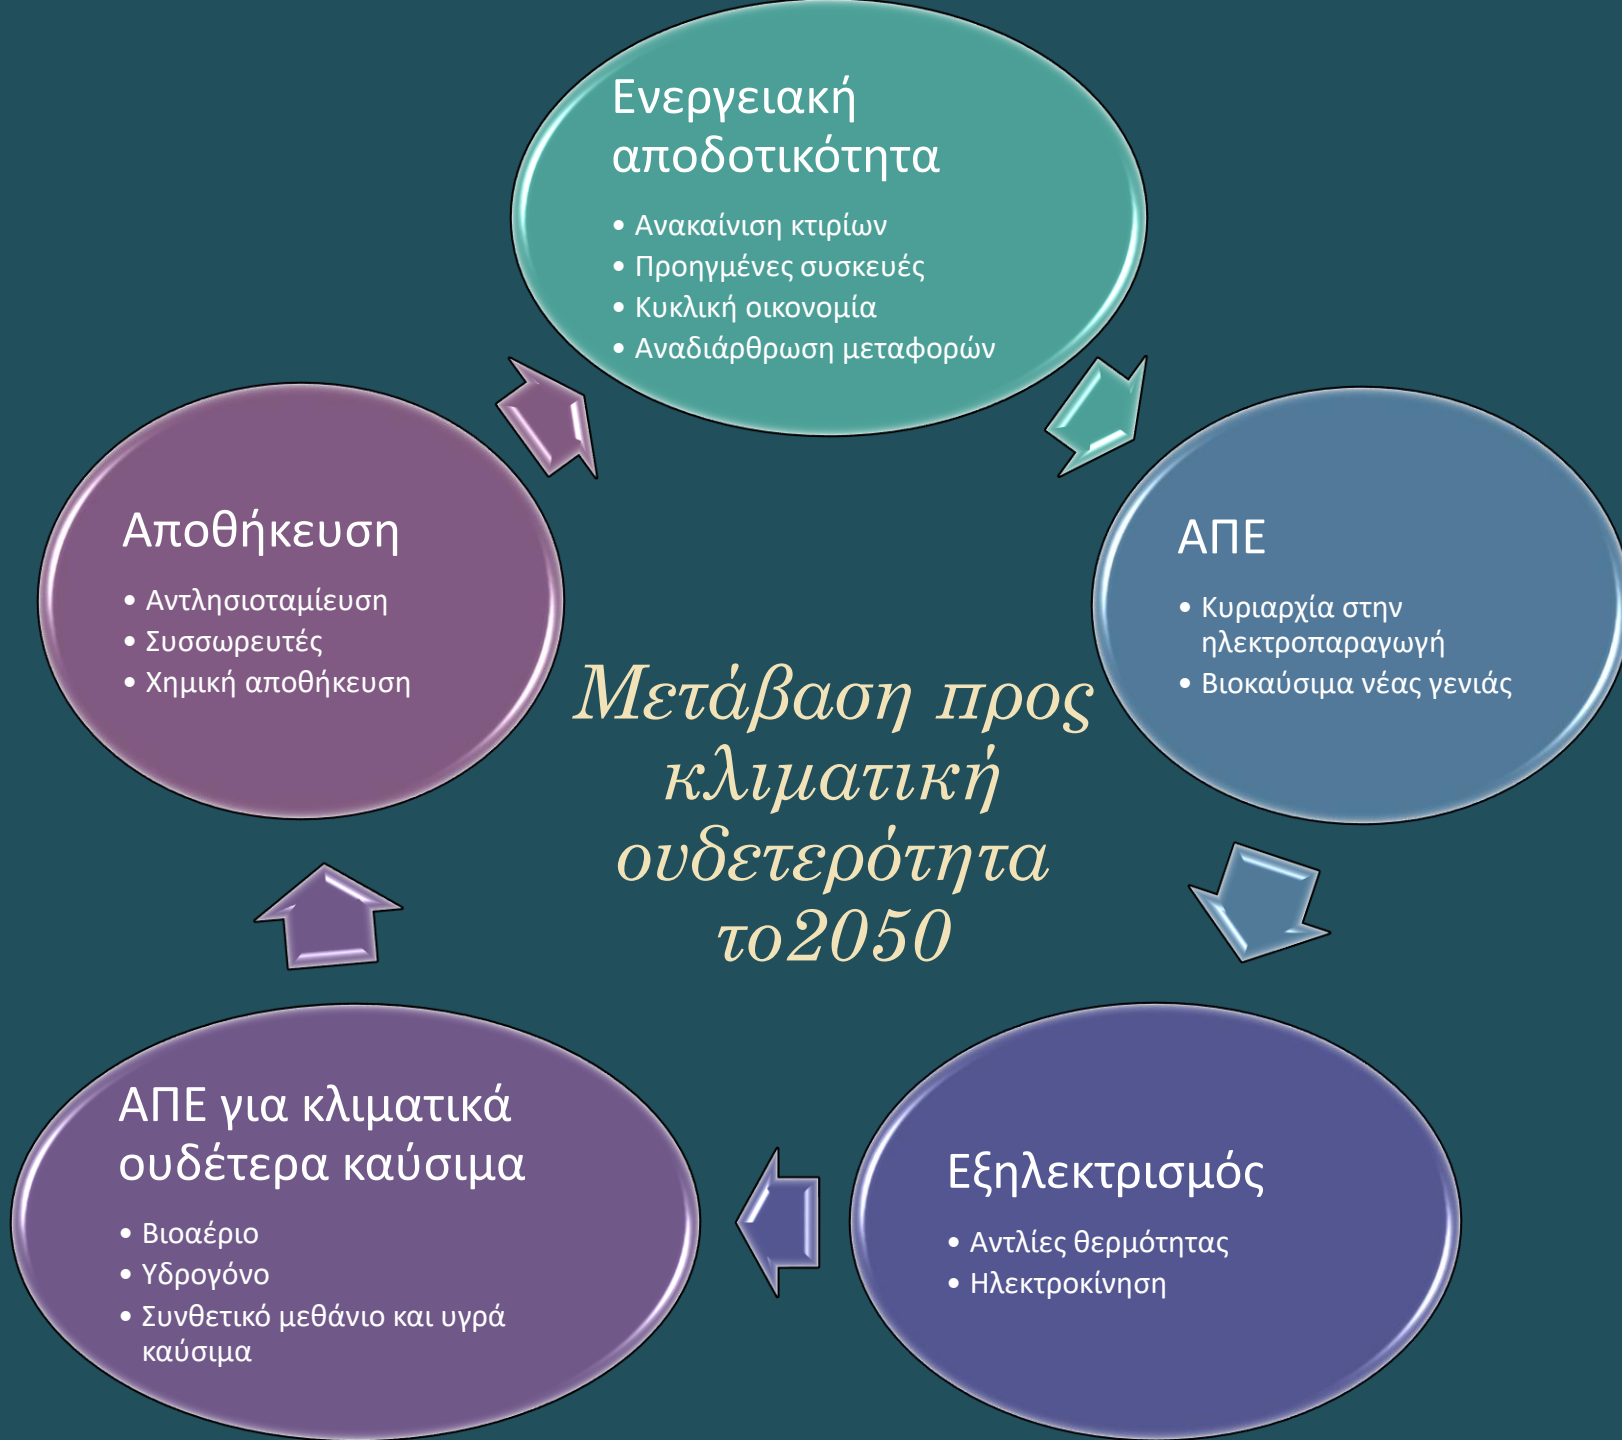 Ενεργειακή
αποδοτικότητα
• Ανακαίνιση κτιρίων
• Προηγμένες συσκευές
• Κυκλική οικονομία
• Αναδιάρθρωση μεταφορών
ΑΠΕ
• Κυριαρχία στην
ηλεκτροπαραγωγή
• Βιοκαύσιμα νέας γενιάς
Εξηλεκτρισμός
• Αντλίες θερμότητας
• Ηλεκτροκίνηση
ΑΠΕ για κλιματικά
ουδέτερα καύσιμα
• Βιοαέριο
• Υδρογόνο
• Συνθετικό μεθάνιο και υγρά
καύσιμα
Αποθήκευση
• Αντλησιοταμίευση
• Συσσωρευτές
• Χημική αποθήκευση
Μετάβαση προς
κλιματική
ουδετερότητα
το2050